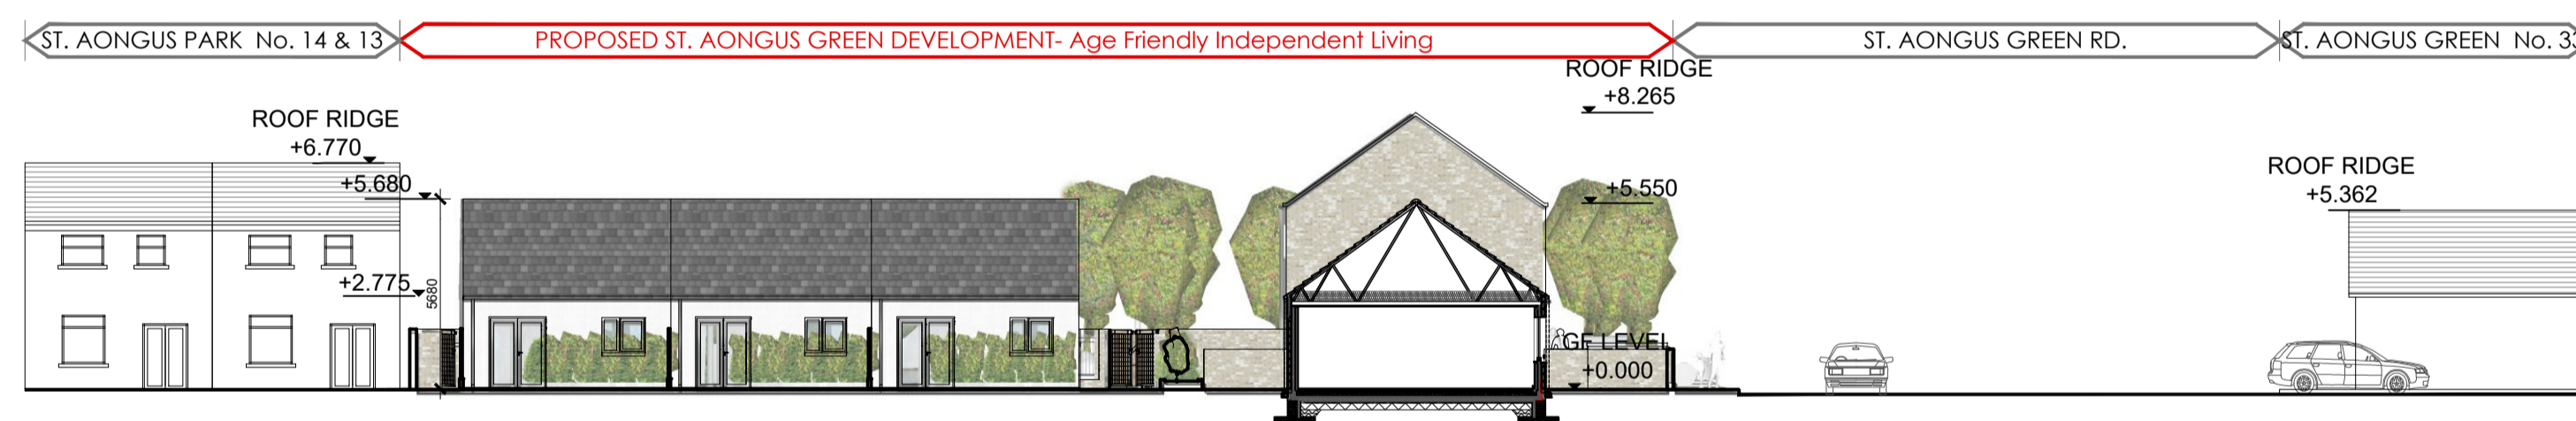 ST. AONGUS PARK No. 14 & 13
PROPOSED ST. AONGUS GREEN DEVELOPMENT- Age Friendly Independent Living
ST. AONGUS GREEN RD.
ST. AONGUS GREEN No. 33
ROOF RIDGE
+8.265
ROOF RIDGE
+6.770
+5.680
+5.550
ROOF RIDGE
+5.362
+2.775
5680
GF LEVEL
+0.000